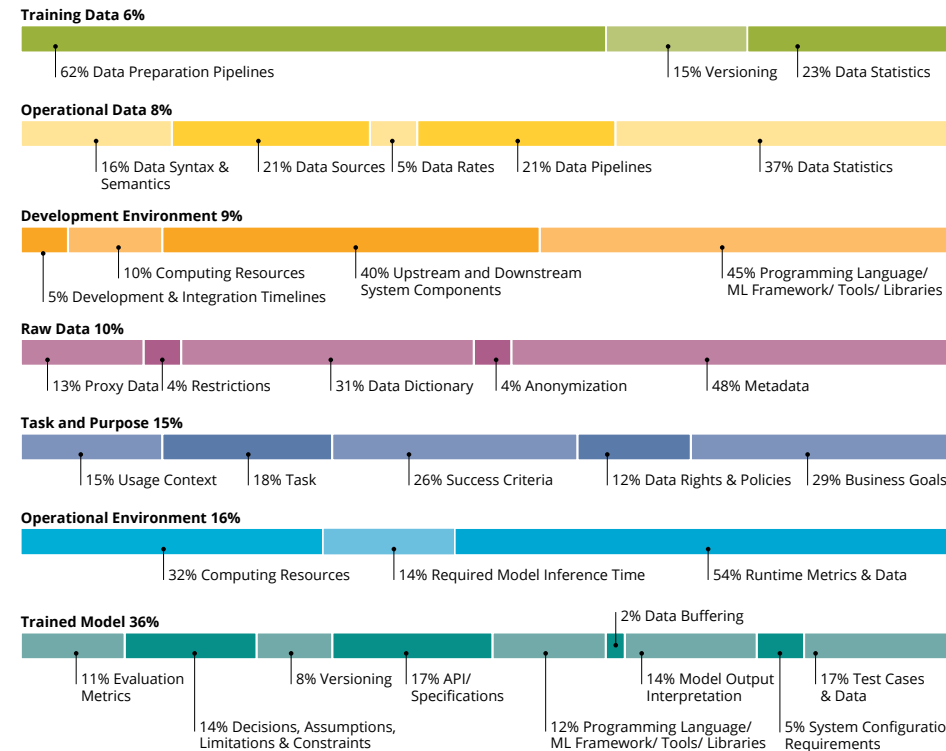 Training Data 6%
62% Data Preparation Pipelines
15% Versioning
23% Data Statistics
Operational Data 8%
16% Data Syntax &
Semantics
21% Data Sources
5% Data Rates
21% Data Pipelines
37% Data Statistics
Development Environment 9%
10% Computing Resources
5% Development & Integration Timelines
40% Upstream and Downstream
System Components
45% Programming Language/
ML Framework/ Tools/ Libraries
Raw Data 10%
13% Proxy Data
4% Restrictions
31% Data Dictionary
4% Anonymization
48% Metadata
Task and Purpose 15%
15% Usage Context
18% Task
26% Success Criteria
12% Data Rights & Policies
29% Business Goals
Operational Environment 16%
32% Computing Resources
14% Required Model Inference Time
54% Runtime Metrics & Data
Trained Model 36%
2% Data Buffering
11% Evaluation
Metrics
8% Versioning
17% API/
Specifications
14% Model Output
Interpretation
17% Test Cases
& Data
14% Decisions, Assumptions,
Limitations & Constraints
12% Programming Language/
ML Framework/ Tools/ Libraries
5% System Configuratio
Requirements